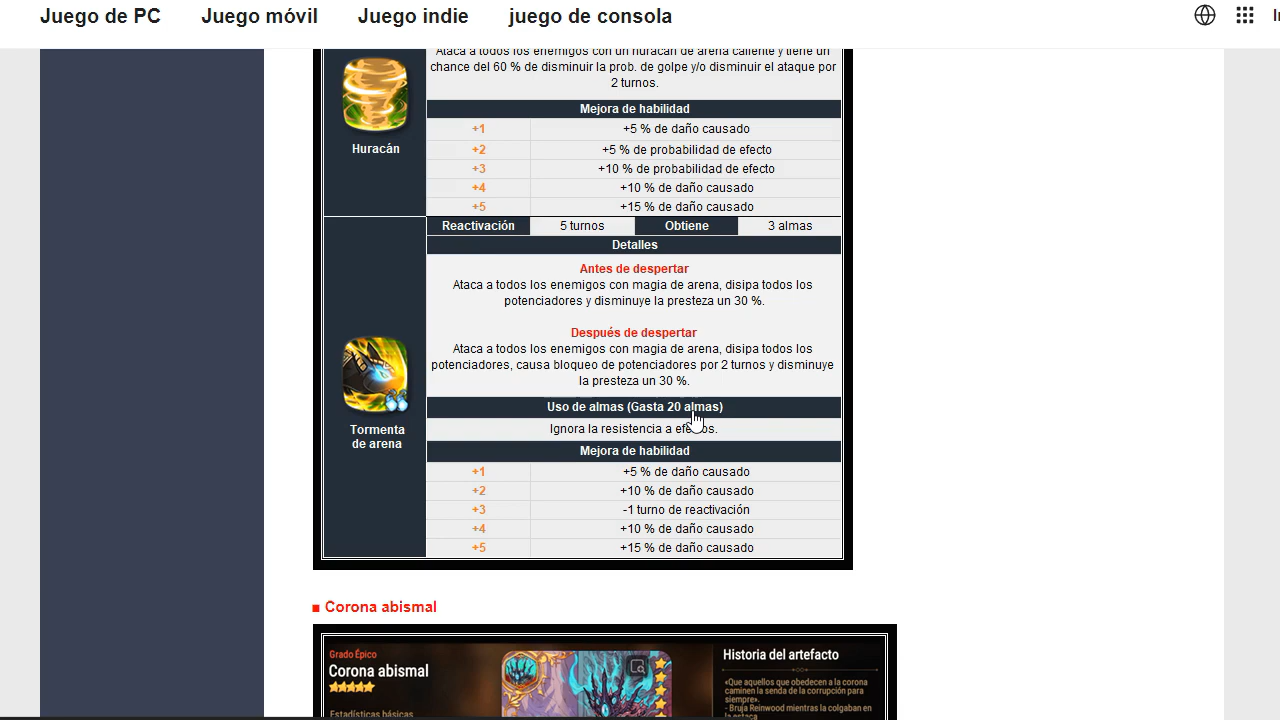 Juego de PC Juego móvil Juego indie juego de consola
Ataca a todos los enemigos con un huracán de arena caliente y tiene un
chance del 60 % de disminuir la prob. de golpe y/o disminuir el ataque por
2 turnos.
Huracán
Mejora de habilidad
+1 +5 % de daño causado
+2 +5 % de probabilidad de efecto
+3 +10 % de probabilidad de efecto
+4 +10 % de daño causado
+5 +15 % de daño causado
Reactivación 5 turnos Obtiene 3 almas
Detalles
Antes de despertar
Ataca a todos los enemigos con magia de arena, disipa todos los
potenciadores y disminuye la presteza un 30 %.
Después de despertar
Ataca a todos los enemigos con magia de arena, disipa todos los
potenciadores, causa bloqueo de potenciadores por 2 turnos y disminuye
la presteza un 30 %.
Tormenta
de arena
Uso de almas (Gasta 20 almas)
Ignora la resistencia a efectos.
Mejora de habilidad
+1 +5 % de daño causado
+2 +10 % de daño causado
+3 -1 turno de reactivación
+4 +10 % de daño causado
+5 +15 % de daño causado
■ Corona abismal
Grado Épico
Corona abismal
Estadísticas básicas
Historia del artefacto
«Que aquellos que obedecen a la corona
caminen la senda de la corrupción para
siempre».
- Bruja Reinwood mientras la colgaban en